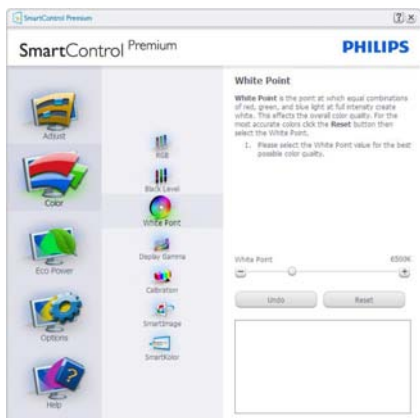 SmartControl Premium
SmartControl Premium
PHILIPS
Adjust
Color
Eco Power
Options
Help
RGB
Black Level
White Point
Display Gamma
Calibration
SmartImage
SmartKolor
White Point
White Point is the point at which equal combinations
of red, green, and blue light at full intensity create
white. This effects the overall color quality. For the
most accurate colors click the Reset button then
select the White Point.
1. Please select the White Point value for the best
possible color quality.
White Point 6500K
Undo Reset